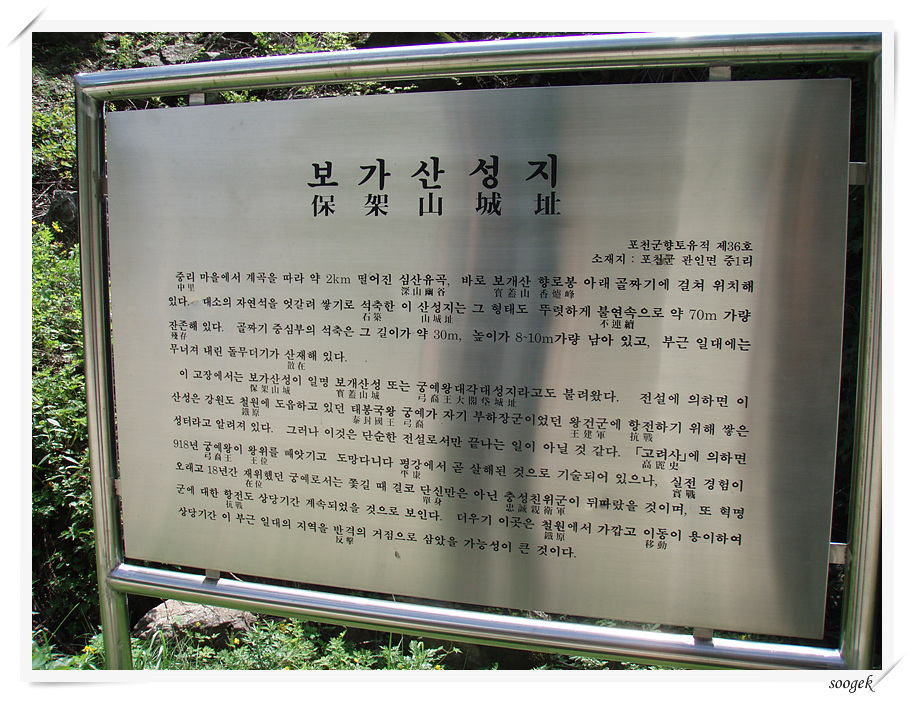 보가산성지
保架山城址
포천군향토유적 제36호
소재지 : 포천군 관인면 중1리
중리 마을에서 계곡을 따라 약 2km 떨어진 심산유곡, 바로 보개산 향로봉 아래 골짜기에 걸쳐 위치해
中里 深山幽谷 寶蓋山 香爐峰
있다. 대소의 자연석을 엇갈려 쌓기로 석축한 이 산성지는 그 형태도 뚜렷하게 불연속으로 약 70m 가량
石築 山城址 不連續
잔존해 있다. 골짜기 중심부의 석축은 그 길이가 약 30m, 높이가 8-10m가량 남아 있고, 부근 일대에는
殘存
무너져 내린 돌무더기가 산재해 있다.
散在
이 고장에서는 보가산성이 일명 보개산성 또는 궁예왕대각대성지라고도 불려왔다. 전설에 의하면 이
保架山城 寶蓋山城 弓裔王大闕垈城址
산성은 강원도 철원에 도읍하고 있던 태봉국왕 궁예가 자기 부하장군이었던 왕건군에 항전하기 위해 쌓은
鐵原 泰封國王 弓裔 王建軍 抗戰
성터라고 알려져 있다. 그러나 이것은 단순한 전설로서만 끝나는 일이 아닐 것 같다. 「고려사」에 의하면
高麗史
918년 궁예왕이 왕위를 빼앗기고 도망다니다 평강에서 곧 살해된 것으로 기술되어 있으나, 실전 경험이
弓裔王 王位 平康 實戰
오래고 18년간 재위했던 궁예로서는 쫓길 때 결코 단신만은 아닌 충성친위군이 뒤따랐을 것이며, 또 혁명
在位 單身 忠誠親衛軍
군에 대한 항전도 상당기간 계속되었을 것으로 보인다. 더우기 이곳은 철원에서 가깝고 이동이 용이하여
抗戰 鐵原 移動
상당기간 이 부근 일대의 지역을 반격의 거점으로 삼았을 가능성이 큰 것이다.
反擊
soogek